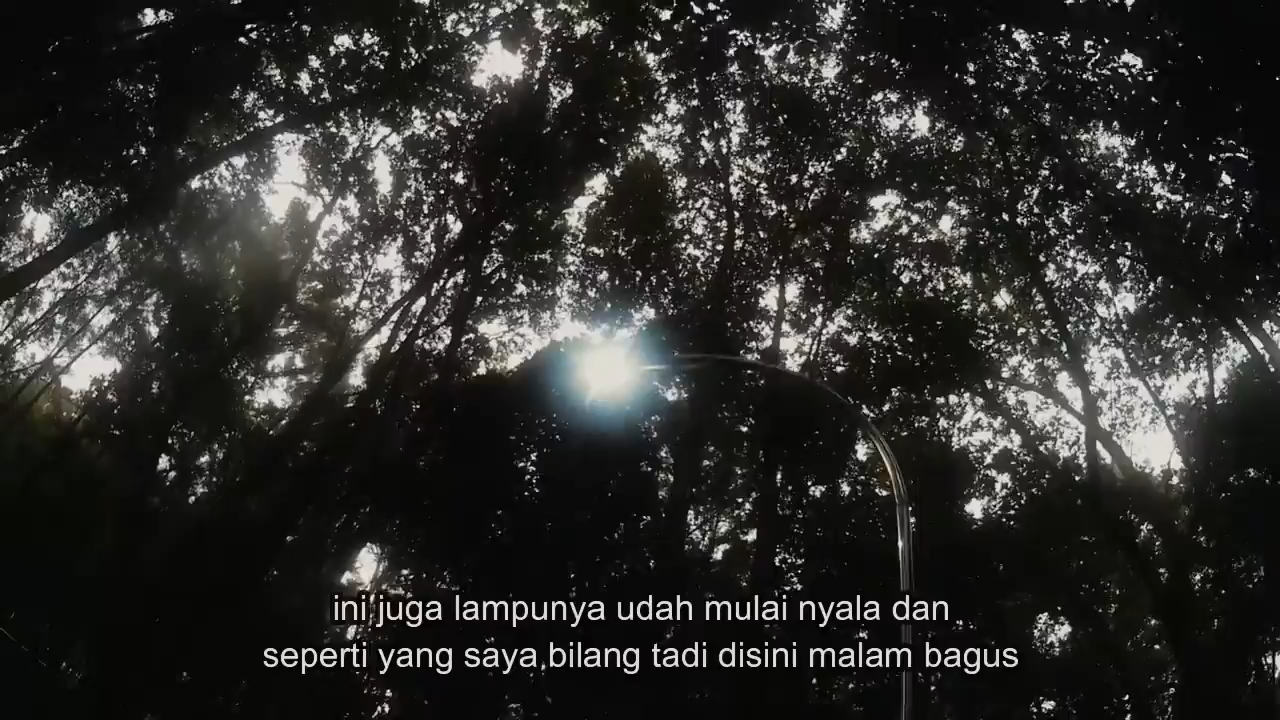 ini juga lampunya udah mulai nyala dan
seperti yang saya bilang tadi disini malam bagus